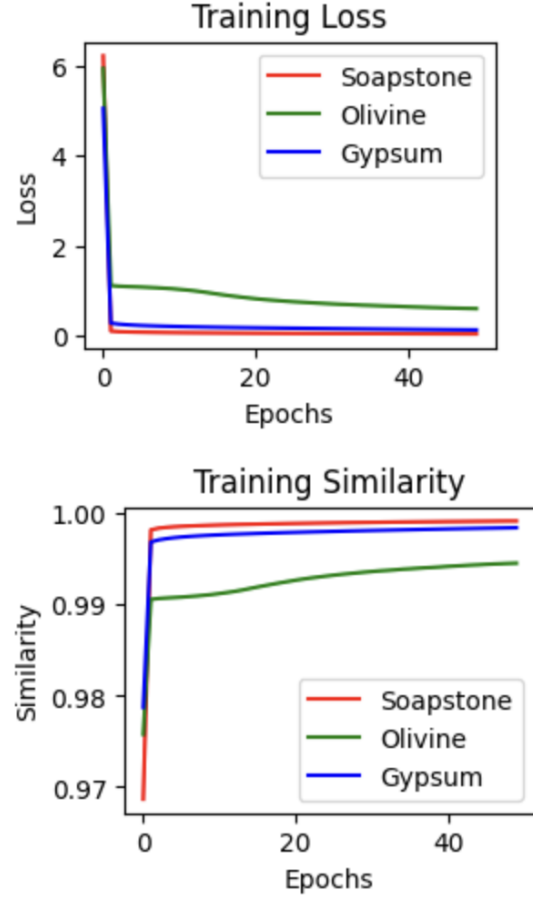 Training Loss
6
4
2
0
Loss
Soapstone
Olivine
Gypsum
0 20 40
Epochs
Training Similarity
1.00
0.99
0.98
0.97
Similarity
Soapstone
Olivine
Gypsum
0 20 40
Epochs